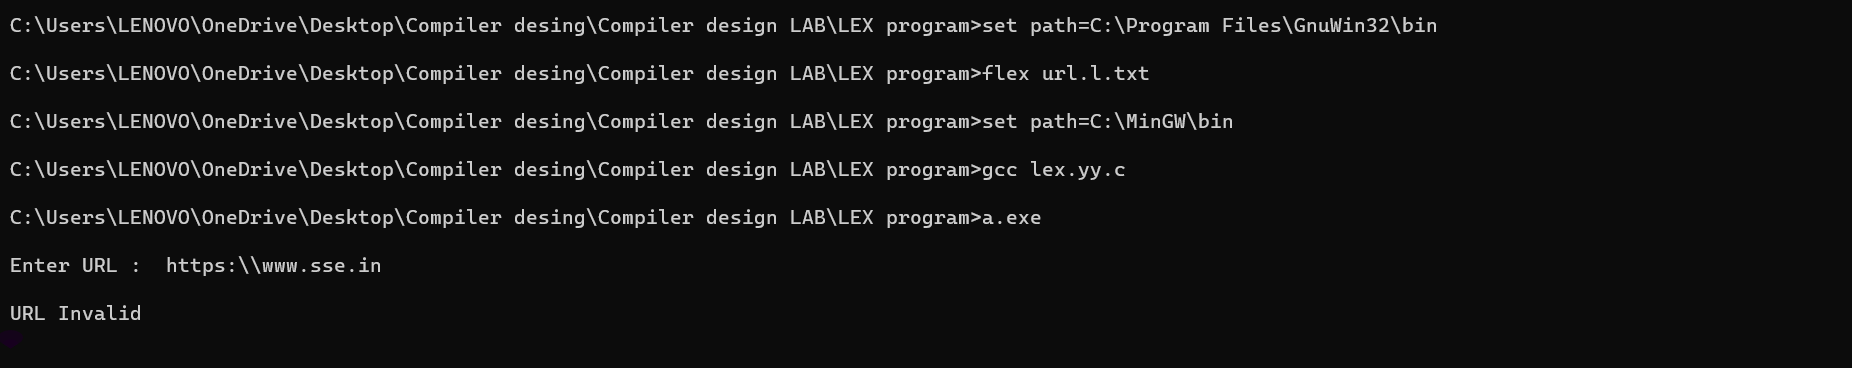 C:\Users\LENOVO\OneDrive\Desktop\Compiler desing\Compiler design LAB\LEX program>set path=C:\Program Files\GnuWin32\bin
C:\Users\LENOVO\OneDrive\Desktop\Compiler desing\Compiler design LAB\LEX program>flex url.l.txt
C:\Users\LENOVO\OneDrive\Desktop\Compiler desing\Compiler design LAB\LEX program>set path=C:\MinGW\bin
C:\Users\LENOVO\OneDrive\Desktop\Compiler desing\Compiler design LAB\LEX program>gcc lex.yy.c
C:\Users\LENOVO\OneDrive\Desktop\Compiler desing\Compiler design LAB\LEX program>a.exe
Enter URL :  https:\\www.sse.in
URL Invalid